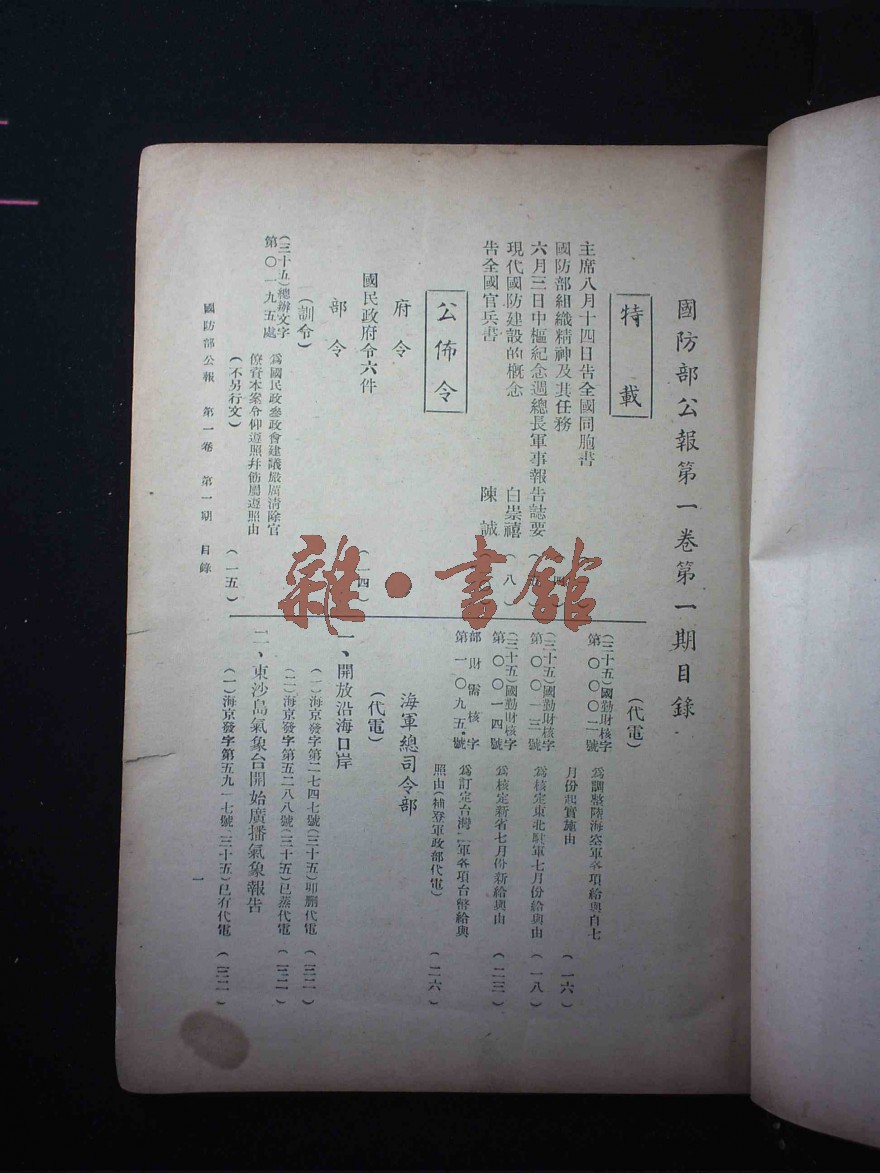 國防部公報第一卷第一期目錄
特載
主席八月十四日告全國同胞書
國防部組織精神及其任務
六月三日中樞紀念週總長軍事報告誌要
現代國防建設的概念 白崇禧(八)
告全國官兵書 陳誠
公佈令
府令
國民政府令六件(一四)
部令
(訓令)
(三十五)總辦文字
第〇一九五處
為國民政參政會建議嚴厲清除官
僚資本案令仰遵照幷飭屬遵照由
(不另行文)(一五)
(代電)
(三十五)國勤財核字
第〇〇〇二號
為調整陸海空軍各項給與自七
月份起實施由(一六)
(三十五)國勤財核字
第〇〇一三號
為核定東北駐軍七月份給與由(一八)
(三十五)國勤財核字
第〇〇一四號
為核定新省七月份新給與由(二三)
部財需核字
第一〇九五號
為訂定台灣軍各項台幣給與
照由(補登軍政部代電)(二六)
海軍總司令部
(代電)
一、開放沿海口岸
(一)海京發字第二七四七號(三十五)卯刪代電(三二)
(二)海京發字第五二八八號(三十五)巳蒸代電(三二)
二、東沙島氣象台開始廣播氣象報告
(一)海京發字第五九一七號(三十五)巳有代電(三二)
國防部公報 第一卷 第一期 目錄
一
雜·書館